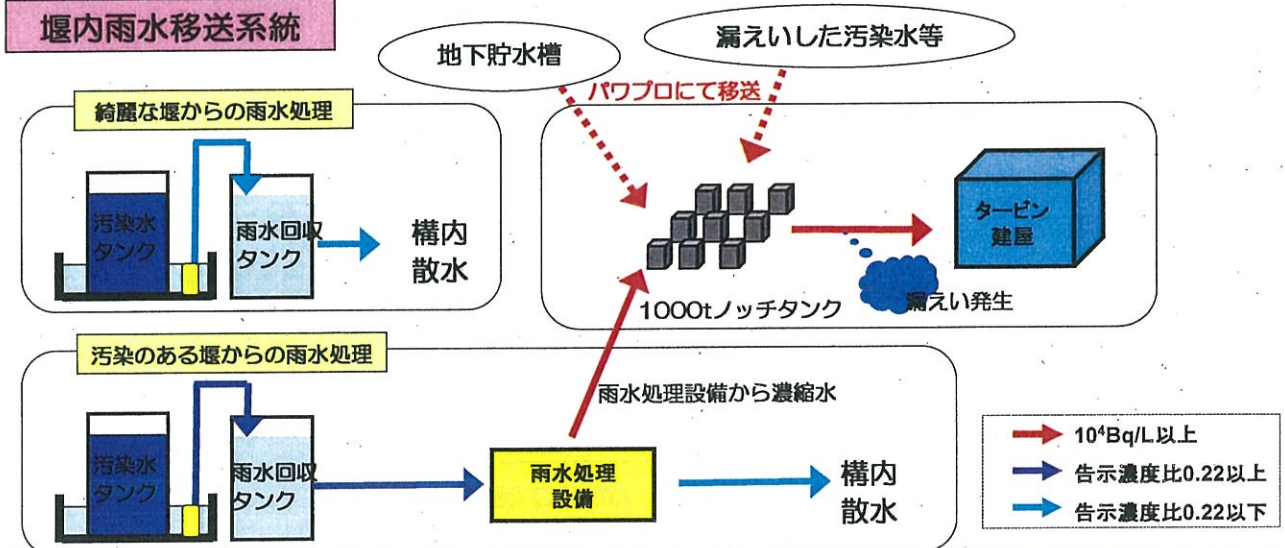 堰内雨水移送系統
地下貯水槽
漏えいした汚染水等
パワプロにて移送
綺麗な堰からの雨水処理
汚染水
タンク
雨水回収
タンク
構内
散水
1000tノッチタンク
タービン
建屋
漏えい発生
汚染のある堰からの雨水処理
汚染水
タンク
雨水回収
タンク
雨水処理設備から濃縮水
雨水処理
設備
構内
散水
10⁴Bq/L以上
告示濃度比0.22以上
告示濃度比0.22以下